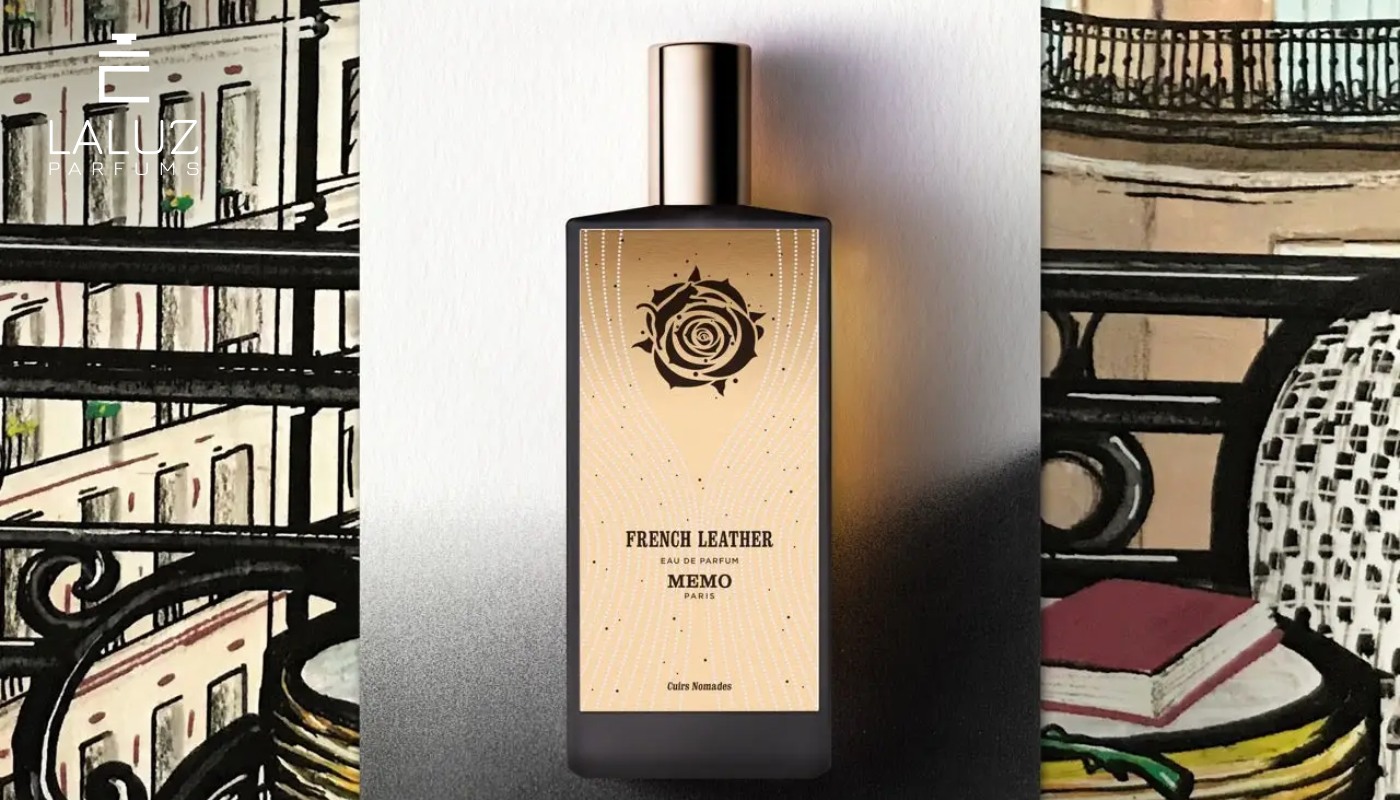 LALUZ
PARFUMS
FRENCH LEATHER
EAU DE PARFUM
MEMO
PARIS
Cuirs Nomades